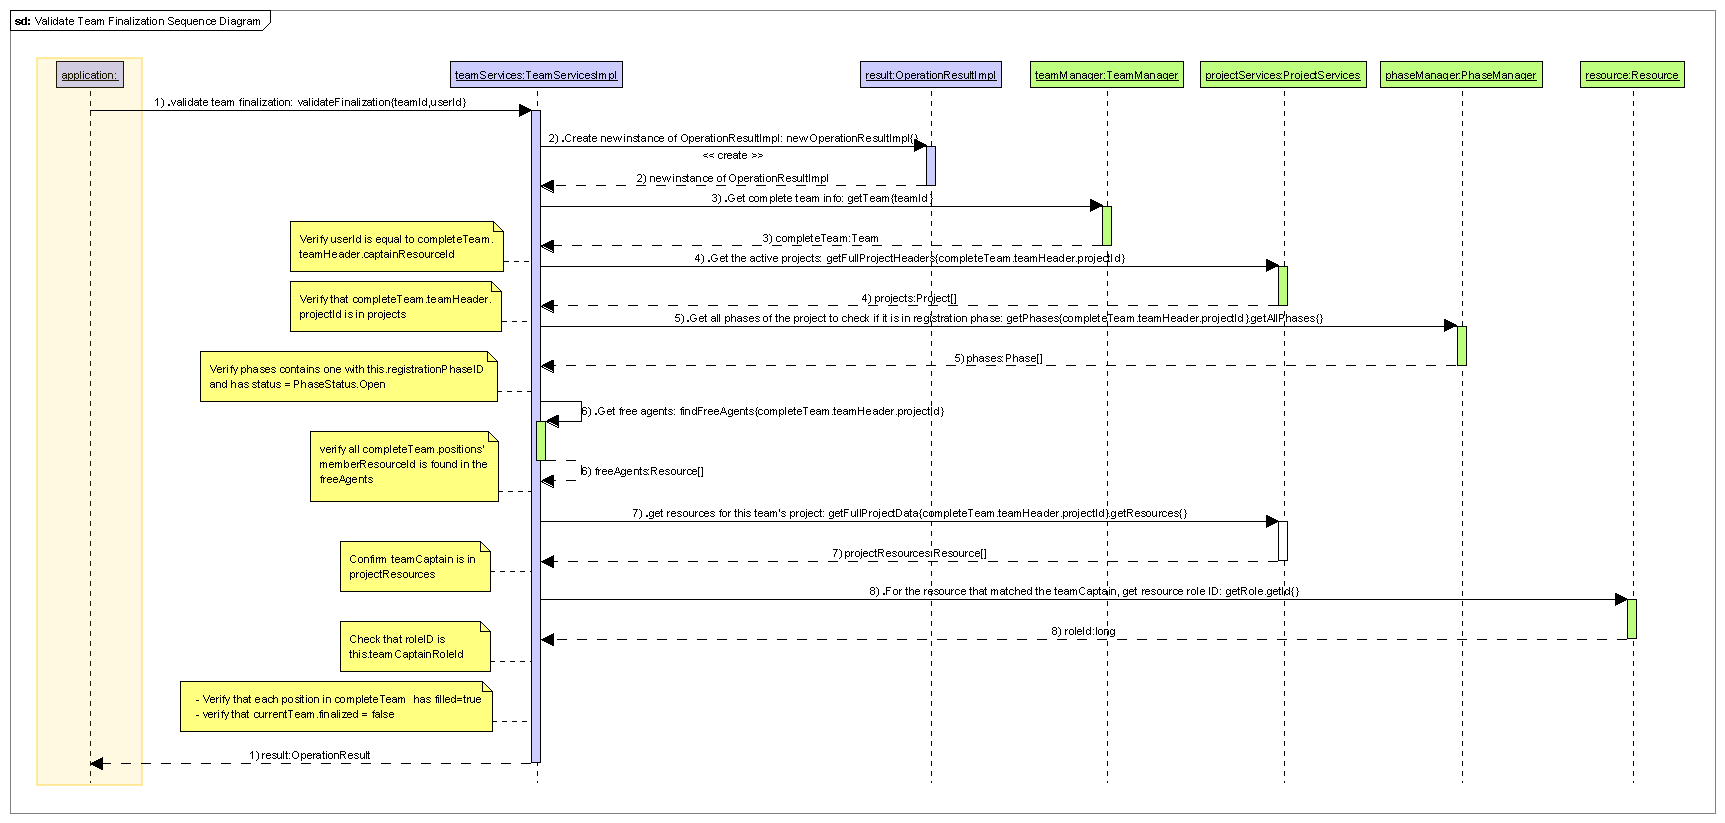 sd: Validate Team Finalization Sequence Diagram
application:
teamServices:TeamServicesImpl
result:OperationResultImpl
teamManager:TeamManager
projectServices:ProjectServices
phaseManager:PhaseManager
resource:Resource
1) .validate team finalization: validateFinalization{teamId,userId}
2) .Create new instance of OperationResultImpl: new OperationResultImpl{}
<< create >>
2) new instance of OperationResultImpl
3) .Get complete team info: getTeam{teamId}
Verify userId is equal to completeTeam.
teamHeader.captainResourceId
3) completeTeam:Team
4) .Get the active projects: getFullProjectHeaders{completeTeam.teamHeader.projectId}
Verify that completeTeam.teamHeader.
projectId is in projects
4) projects:Project[]
5) .Get all phases of the project to check if it is in registration phase: getPhases{completeTeam.teamHeader.projectId}.getAllPhases{}
5) phases:Phase[]
Verify phases contains one with this.registrationPhaseID
and has status = PhaseStatus.Open
6) .Get free agents: findFreeAgents{completeTeam.teamHeader.projectId}
verify all completeTeam.positions'
memberResourceId is found in the
freeAgents
6) freeAgents:Resource[]
7) .get resources for this team's project: getFullProjectData{completeTeam.teamHeader.projectId}.getResources{}
7) projectResources:Resource[]
Confirm teamCaptain is in
projectResources
8) .For the resource that matched the teamCaptain, get resource role ID: getRole.getId{}
8) roleId:long
Check that roleID is
this.teamCaptainRoleId
- Verify that each position in completeTeam has filled=true
- verify that currentTeam.finalized = false
1) result:OperationResult